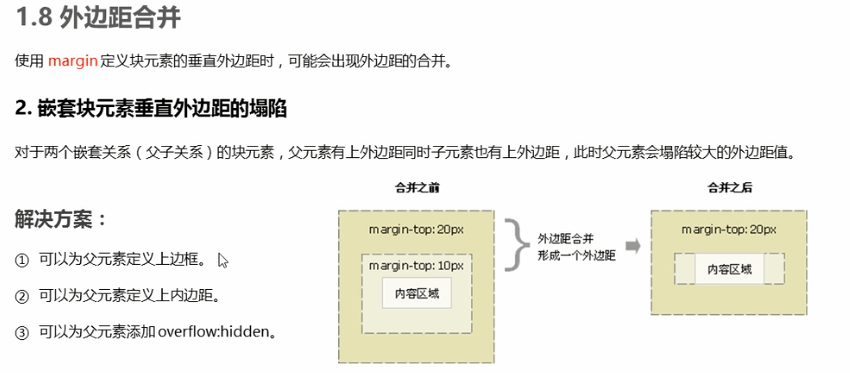 1.8 外边距合并
使用 margin 定义块元素的垂直外边距时，可能会出现外边距的合并。
2. 嵌套块元素垂直外边距的塌陷
对于两个嵌套关系（父子关系）的块元素，父元素有上外边距同时子元素也有上外边距，此时父元素会塌陷较大的外边距值。
解决方案：
① 可以为父元素定义上边框。
② 可以为父元素定义上内边距。
③ 可以为父元素添加 overflow:hidden。
合并之前
margin-top: 20px
margin-top: 10px
内容区域
外边距合并
形成一个外边距
合并之后
margin-top: 20px
内容区域